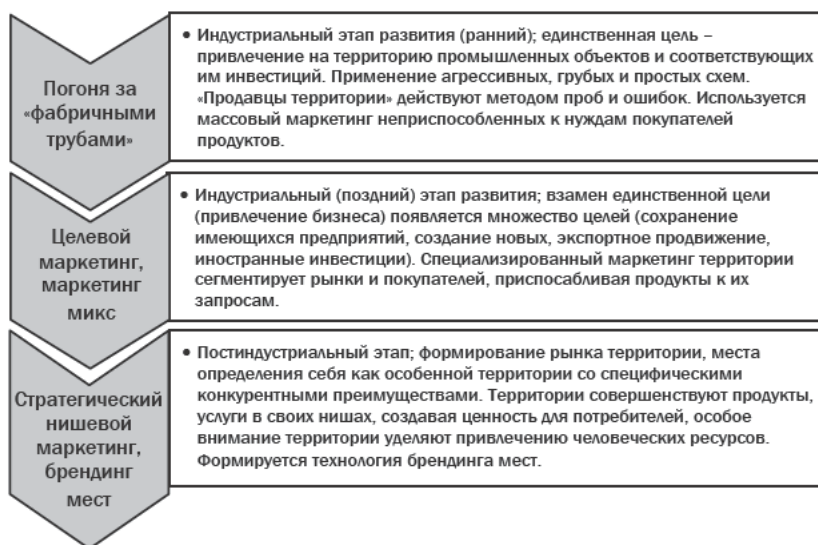 Погоня за
«фабричными
трубами»
• Индустриальный этап развития (ранний); единственная цель –
привлечение на территорию промышленных объектов и соответствующих
им инвестиций. Применение агрессивных, грубых и простых схем.
«Продавцы территории» действуют методом проб и ошибок. Используется
массовый маркетинг неприспособленных к нуждам покупателей
продуктов.
Целевой
маркетинг,
маркетинг
микс
• Индустриальный (поздний) этап развития; взамен единственной цели
(привлечение бизнеса) появляется множество целей (сохранение
имеющихся предприятий, создание новых, экспортное продвижение,
иностранные инвестиции). Специализированный маркетинг территории
сегментирует рынки и покупателей, приспосабливая продукты к их
запросам.
Стратегический
нишевой
маркетинг,
брендинг
мест
• Постиндустриальный этап; формирование рынка территории, места
определения себя как особенной территории со специфическими
конкурентными преимуществами. Территории совершенствуют продукты,
услуги в своих нишах, создавая ценность для потребителей, особое
внимание территории уделяют привлечению человеческих ресурсов.
Формируется технология брендинга мест.